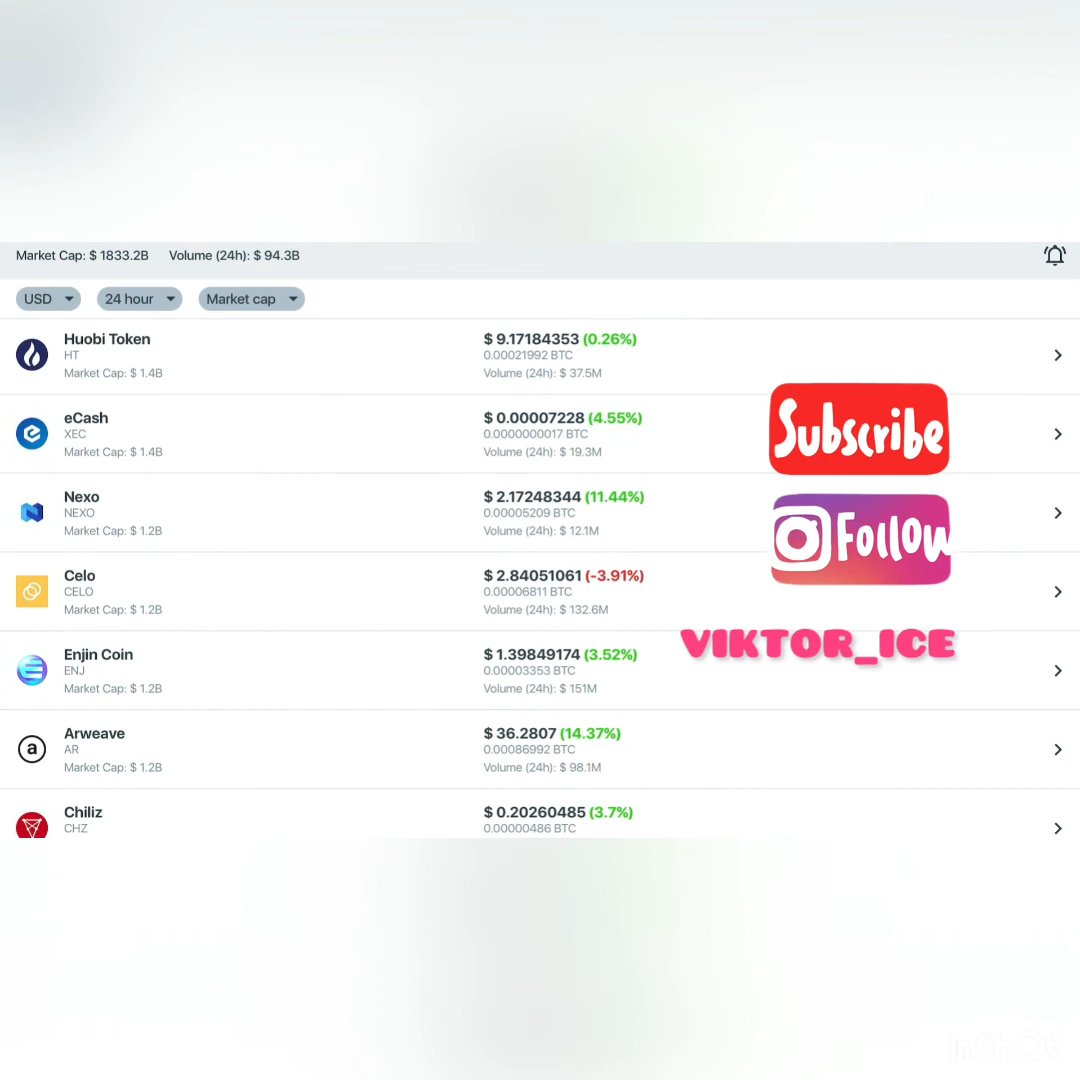 Market Cap: $ 1833.2B Volume (24h): $ 94.3B
USD 24 hour Market cap
Huobi Token $ 9.17184353 (0.26%)
HT 0.00021992 BTC
Market Cap: $ 1.4B Volume (24h): $ 37.5M
eCash $ 0.00007228 (4.55%)
XEC 0.0000000017 BTC
Market Cap: $ 1.4B Volume (24h): $ 19.3M
Subscribe
Nexo $ 2.17248344 (11.44%)
NEXO 0.00005209 BTC
Market Cap: $ 1.2B Volume (24h): $ 12.1M
Follow
Celo $ 2.84051061 (-3.91%)
CELO 0.00006811 BTC
Market Cap: $ 1.2B Volume (24h): $ 132.6M
VIKTOR_ICE
Enjin Coin $ 1.39849174 (3.52%)
ENJ 0.00003353 BTC
Market Cap: $ 1.2B Volume (24h): $ 151M
Arweave $ 36.2807 (14.37%)
a
AR 0.00086992 BTC
Market Cap: $ 1.2B Volume (24h): $ 98.1M
Chiliz $ 0.20260485 (3.7%)
CHZ 0.00000486 BTC
InShOt